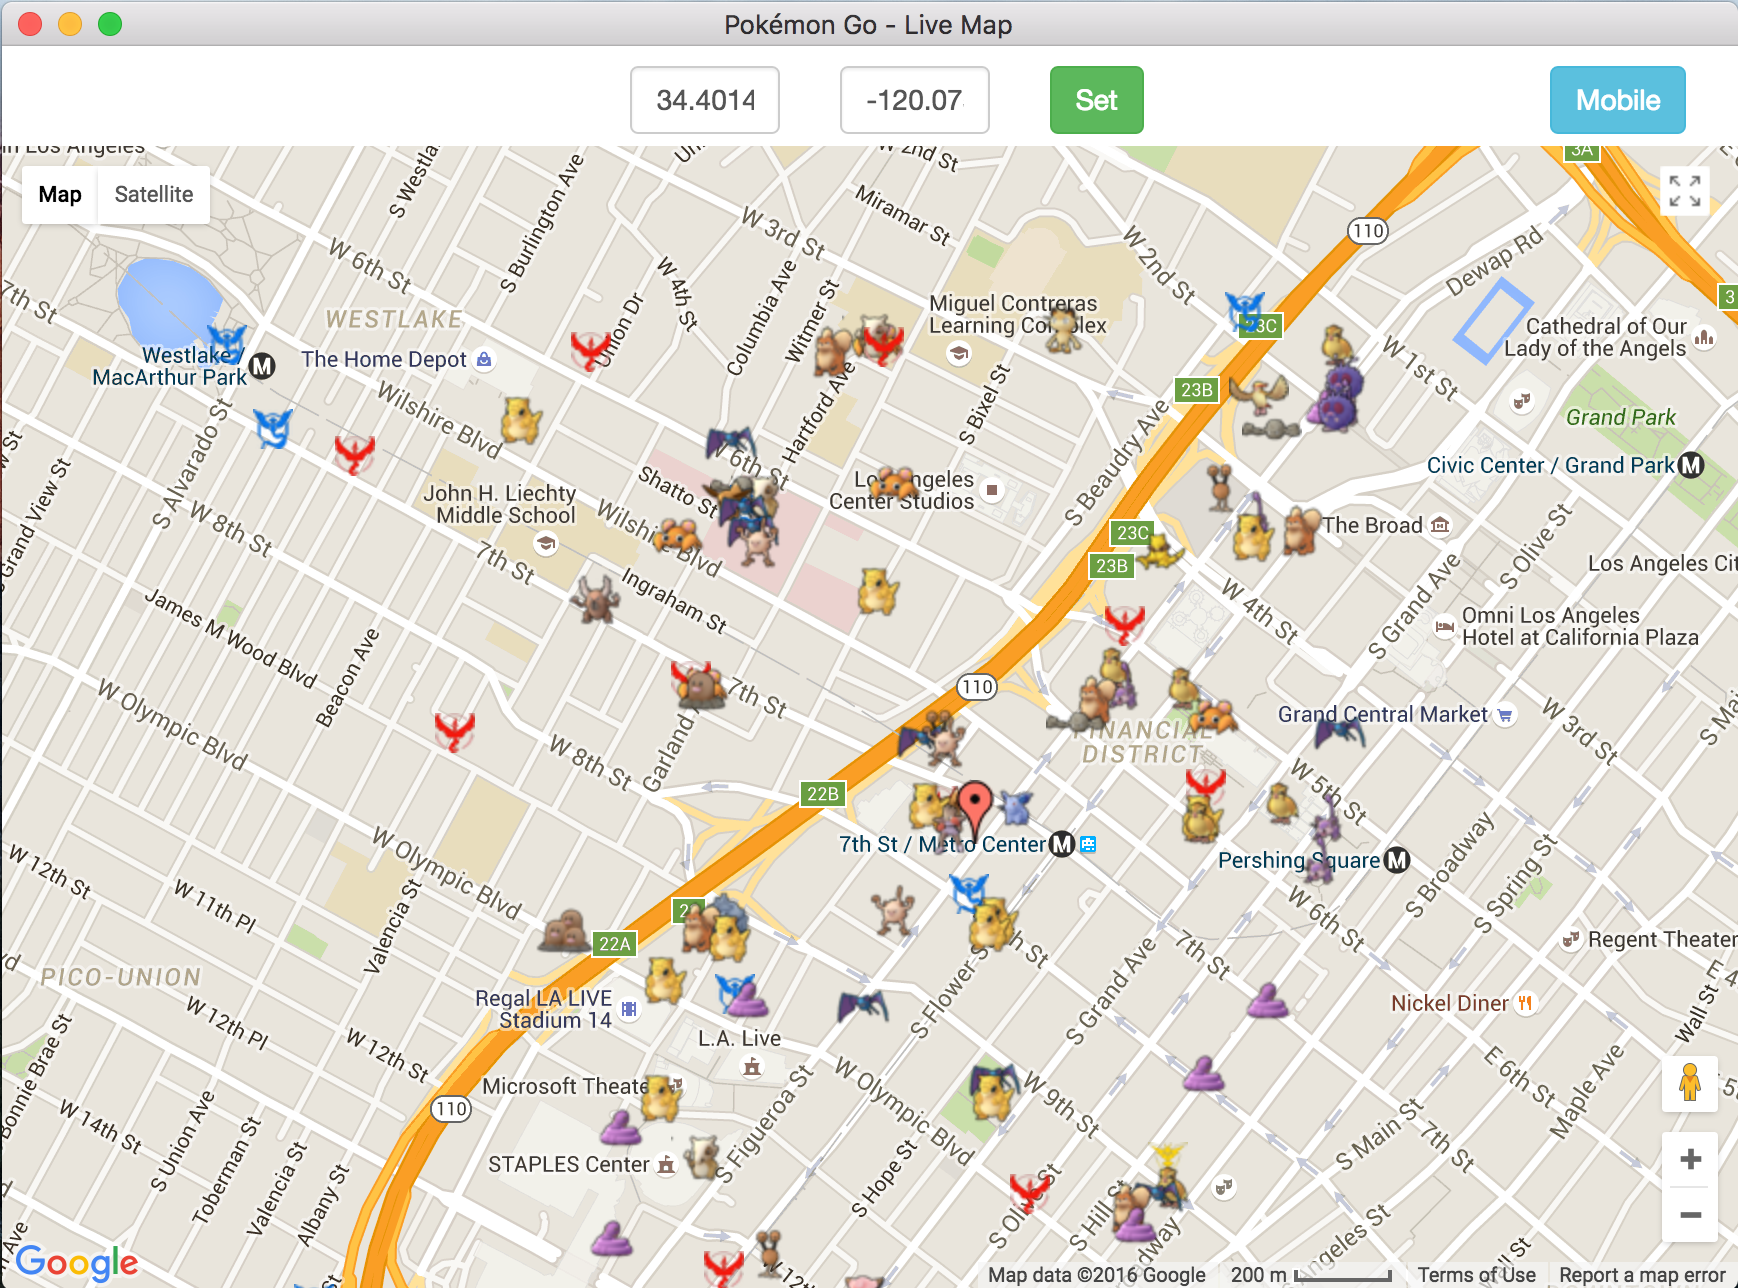 Pokémon Go - Live Map
34.4014
-120.07
Set
Mobile
Map
Satellite
3A
W 2nd St
S Burlington Ave
Miramar St
W 3rd St
W 6th St
W 4th St
W 2nd St
110
Dewap Rd
7th St
WESTLAKE
Union Dr
Columbia Ave
Witmer St
Miguel Contreras
23C
Cathedral of Our
Lady of the Angels
Westlake /
MacArthur Park
The Home Depot
W 1st St
23B
Wilshire Blvd
Hartford Ave
S Bixel St
S Beaudry Ave
Grand Park
S Alvarado St
W 6th St
Civic Center / Grand Park
John H. Liechty
Middle School
Shatto St
Center Studios
S Grand View St
W 8th St
7th St
Wilshire Blvd
23C
23B
The Broad
S Olive St
Los Angeles Cit
Ingraham St
James M Wood Blvd
Beacon Ave
W 4th St
S Grand Ave
Omni Los Angeles
Hotel at California Plaza
W Olympic Blvd
7th St
110
FINANCIAL
DISTRICT
Grand Central Market
W 3rd St
W 8th St
22B
W 5th St
7th St / Metro Center
Pershing Square
S Broadway
S Spring St
W Olympic Blvd
W 12th St
W 11th Pl
Valencia St
22A
W 6th St
7th St
S Grand Ave
Regent Theater
PICO-UNION
S Flower S
Regal LA LIVE
Stadium 14
Nickel Diner
Wall St
W 12th Pl
W 12th St
L.A. Live
Microsoft Theate
S Figueroa St
W Olympic Blvd
W 9th St
E 6th St
Maple Ave
Bonnie Brae St
110
W 14th St
S Union Ave
Toberman St
Valencia St
Albany St
STAPLES Center
S Hope St
S Hill St
S Main St
7th St
Google
W 12th
Map data ©2016 Google
200 m
Terms of Use
Report a map error